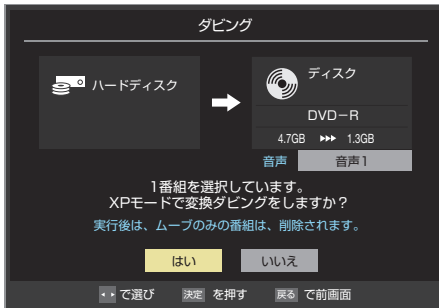 ダビング
ハードディスク
ディスク
DVD−R
4.7GB ▶▶▶ 1.3GB
音声 音声1
1番組を選択しています。
XPモードで変換ダビングをしますか？
実行後は、ムーブのみの番組は、削除されます。
はい いいえ
で選び 決定 を押す 戻る で前画面